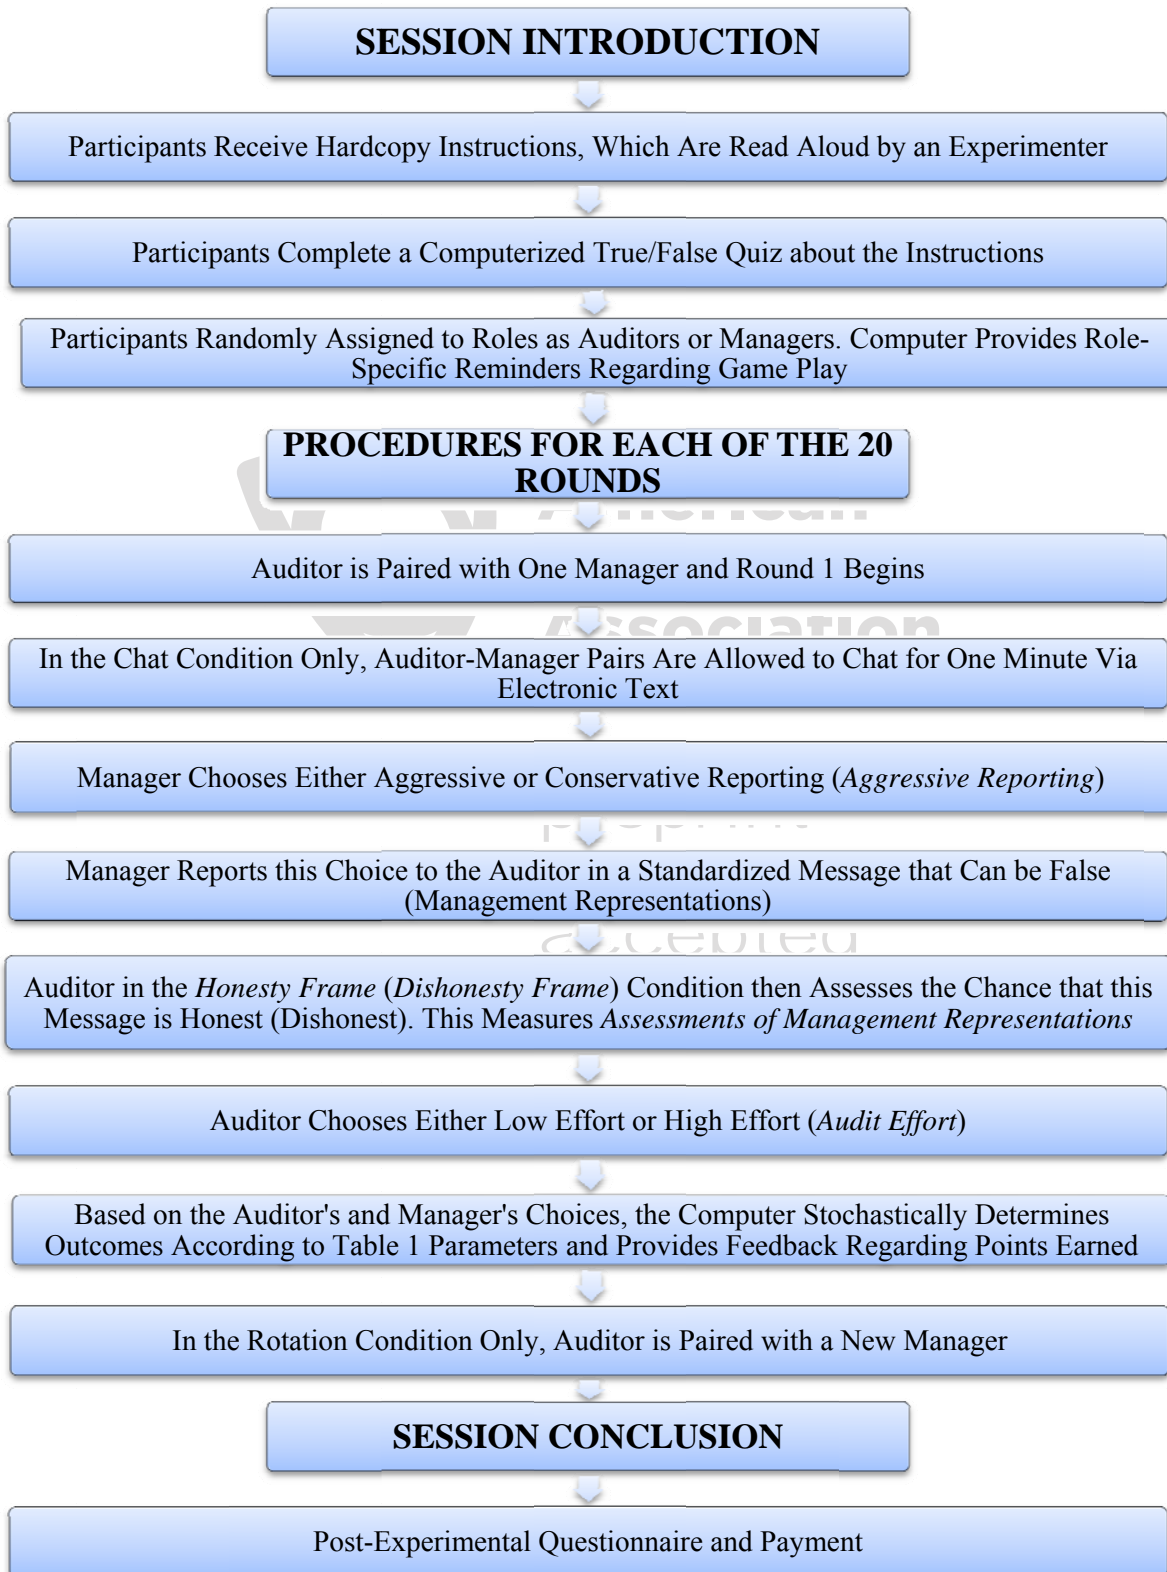 SESSION INTRODUCTION
Participants Receive Hardcopy Instructions, Which Are Read Aloud by an Experimenter
Participants Complete a Computerized True/False Quiz about the Instructions
Participants Randomly Assigned to Roles as Auditors or Managers. Computer Provides Role-
Specific Reminders Regarding Game Play
PROCEDURES FOR EACH OF THE 20
ROUNDS
American
Auditor is Paired with One Manager and Round 1 Begins
Association
In the Chat Condition Only, Auditor-Manager Pairs Are Allowed to Chat for One Minute Via
Electronic Text
Manager Chooses Either Aggressive or Conservative Reporting (Aggressive Reporting)
preprint
Manager Reports this Choice to the Auditor in a Standardized Message that Can be False
(Management Representations)
accepted
Auditor in the Honesty Frame (Dishonesty Frame) Condition then Assesses the Chance that this
Message is Honest (Dishonest). This Measures Assessments of Management Representations
Auditor Chooses Either Low Effort or High Effort (Audit Effort)
Based on the Auditor's and Manager's Choices, the Computer Stochastically Determines
Outcomes According to Table 1 Parameters and Provides Feedback Regarding Points Earned
In the Rotation Condition Only, Auditor is Paired with a New Manager
SESSION CONCLUSION
Post-Experimental Questionnaire and Payment